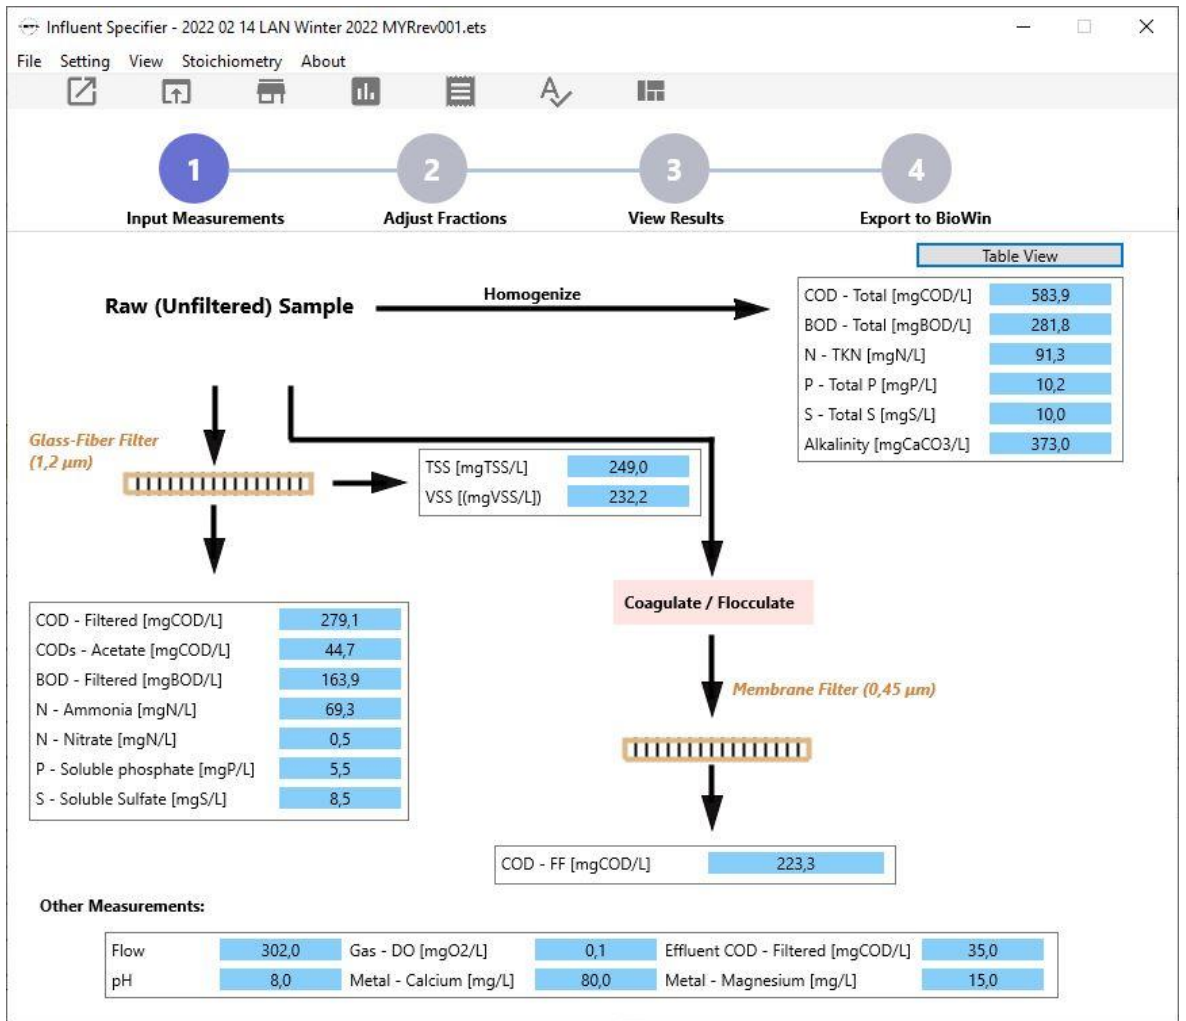 Influent Specifier - 2022 02 14 LAN Winter 2022 MYRrev001.ets
File Setting View Stoichiometry About
1 2 3 4
Input Measurements Adjust Fractions View Results Export to BioWin
Table View
Raw (Unfiltered) Sample
Homogenize
COD - Total [mgCOD/L] 583,9
BOD - Total [mgBOD/L] 281,8
N - TKN [mgN/L] 91,3
P - Total P [mgP/L] 10,2
S - Total S [mgS/L] 10,0
Alkalinity [mgCaCO3/L] 373,0
Glass-Fiber Filter
(1,2 µm)
TSS [mgTSS/L] 249,0
VSS [(mgVSS/L]) 232,2
COD - Filtered [mgCOD/L] 279,1
CODs - Acetate [mgCOD/L] 44,7
BOD - Filtered [mgBOD/L] 163,9
N - Ammonia [mgN/L] 69,3
N - Nitrate [mgN/L] 0,5
P - Soluble phosphate [mgP/L] 5,5
S - Soluble Sulfate [mgS/L] 8,5
Coagulate / Flocculate
Membrane Filter (0,45 µm)
COD - FF [mgCOD/L] 223,3
Other Measurements:
Flow 302,0 Gas - DO [mgO2/L] 0,1 Effluent COD - Filtered [mgCOD/L] 35,0
pH 8,0 Metal - Calcium [mg/L] 80,0 Metal - Magnesium [mg/L] 15,0